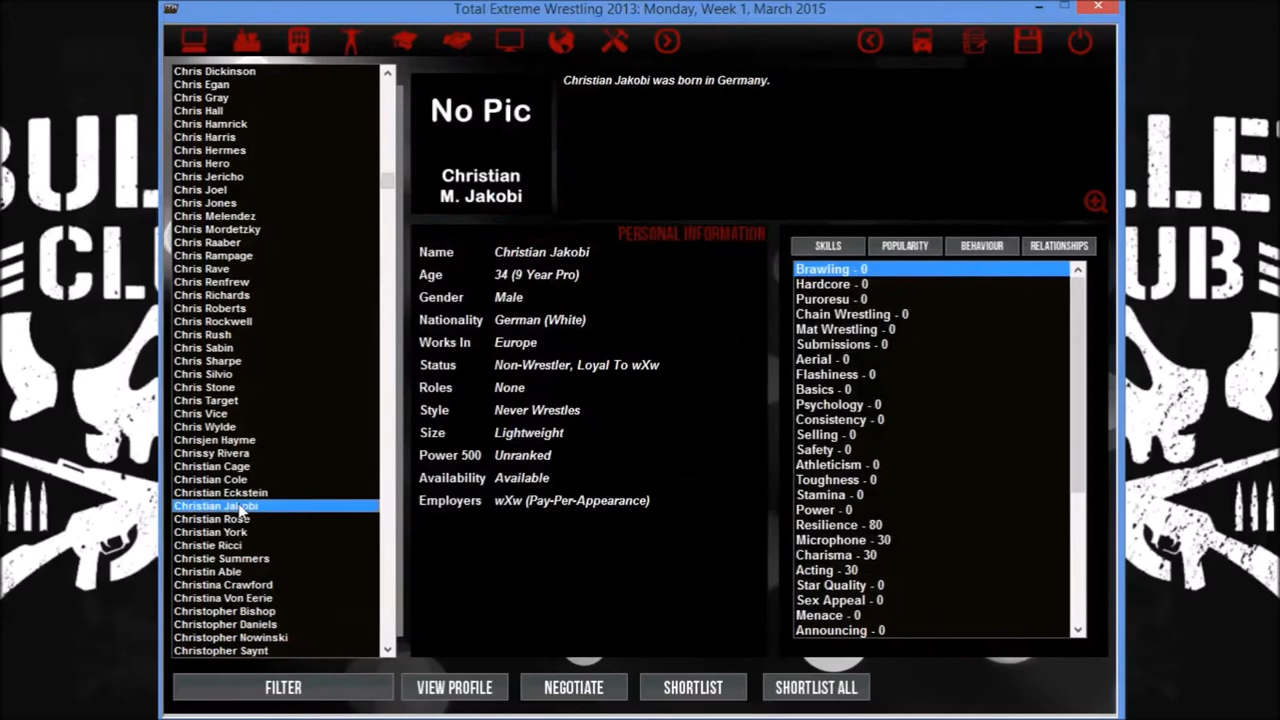 Total Extreme Wrestling 2013: Monday, Week 1, March 2015
Chris Dickinson
Chris Egan
Chris Gray
Chris Hall
Chris Hamrick
Chris Harris
Chris Hermes
Chris Hero
Chris Jericho
Chris Joel
Chris Jones
Chris Melendez
Chris Mordetzky
Chris Raaber
Chris Rampage
Chris Rave
Chris Renfrew
Chris Richards
Chris Roberts
Chris Rockwell
Chris Rush
Chris Sabin
Chris Sharpe
Chris Silvio
Chris Stone
Chris Target
Chris Vice
Chris Wylde
Chrisjen Hayme
Chrissy Rivera
Christian Cage
Christian Cole
Christian Eckstein
Christian Jakobi
Christian Rose
Christian York
Christie Ricci
Christie Summers
Christin Able
Christina Crawford
Christina Von Eerie
Christopher Bishop
Christopher Daniels
Christopher Nowinski
Christopher Saynt
No Pic
Christian
M. Jakobi
Christian Jakobi was born in Germany.
PERSONAL INFORMATION
Name Christian Jakobi
Age 34 (9 Year Pro)
Gender Male
Nationality German (White)
Works In Europe
Status Non-Wrestler, Loyal To wXw
Roles None
Style Never Wrestles
Size Lightweight
Power 500 Unranked
Availability Available
Employers wXw (Pay-Per-Appearance)
SKILLS POPULARITY BEHAVIOUR RELATIONSHIPS
Brawling - 0
Hardcore - 0
Puroresu - 0
Chain Wrestling - 0
Mat Wrestling - 0
Submissions - 0
Aerial - 0
Flashiness - 0
Basics - 0
Psychology - 0
Consistency - 0
Selling - 0
Safety - 0
Athleticism - 0
Toughness - 0
Stamina - 0
Power - 0
Resilience - 80
Microphone - 30
Charisma - 30
Acting - 30
Star Quality - 0
Sex Appeal - 0
Menace - 0
Announcing - 0
FILTER VIEW PROFILE NEGOTIATE SHORTLIST SHORTLIST ALL